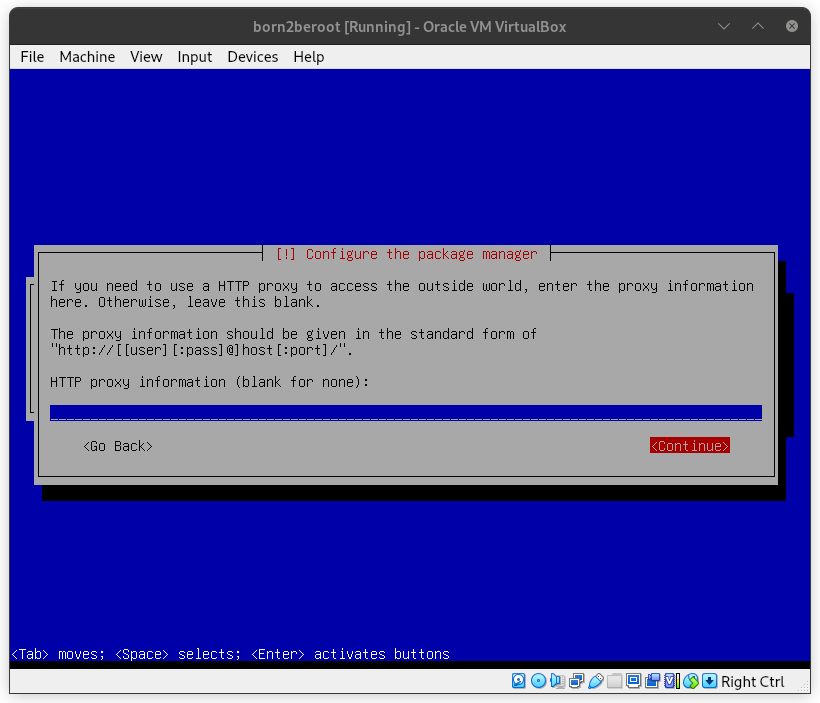 born2beroot [Running] - Oracle VM VirtualBox
File Machine View Input Devices Help
[!] Configure the package manager
If you need to use a HTTP proxy to access the outside world, enter the proxy information
here. Otherwise, leave this blank.
The proxy information should be given in the standard form of
"http://[[user][:pass]@]host[:port]/".
HTTP proxy information (blank for none):
<Go Back> <Continue>
<Tab> moves; <Space> selects; <Enter> activates buttons
Right Ctrl